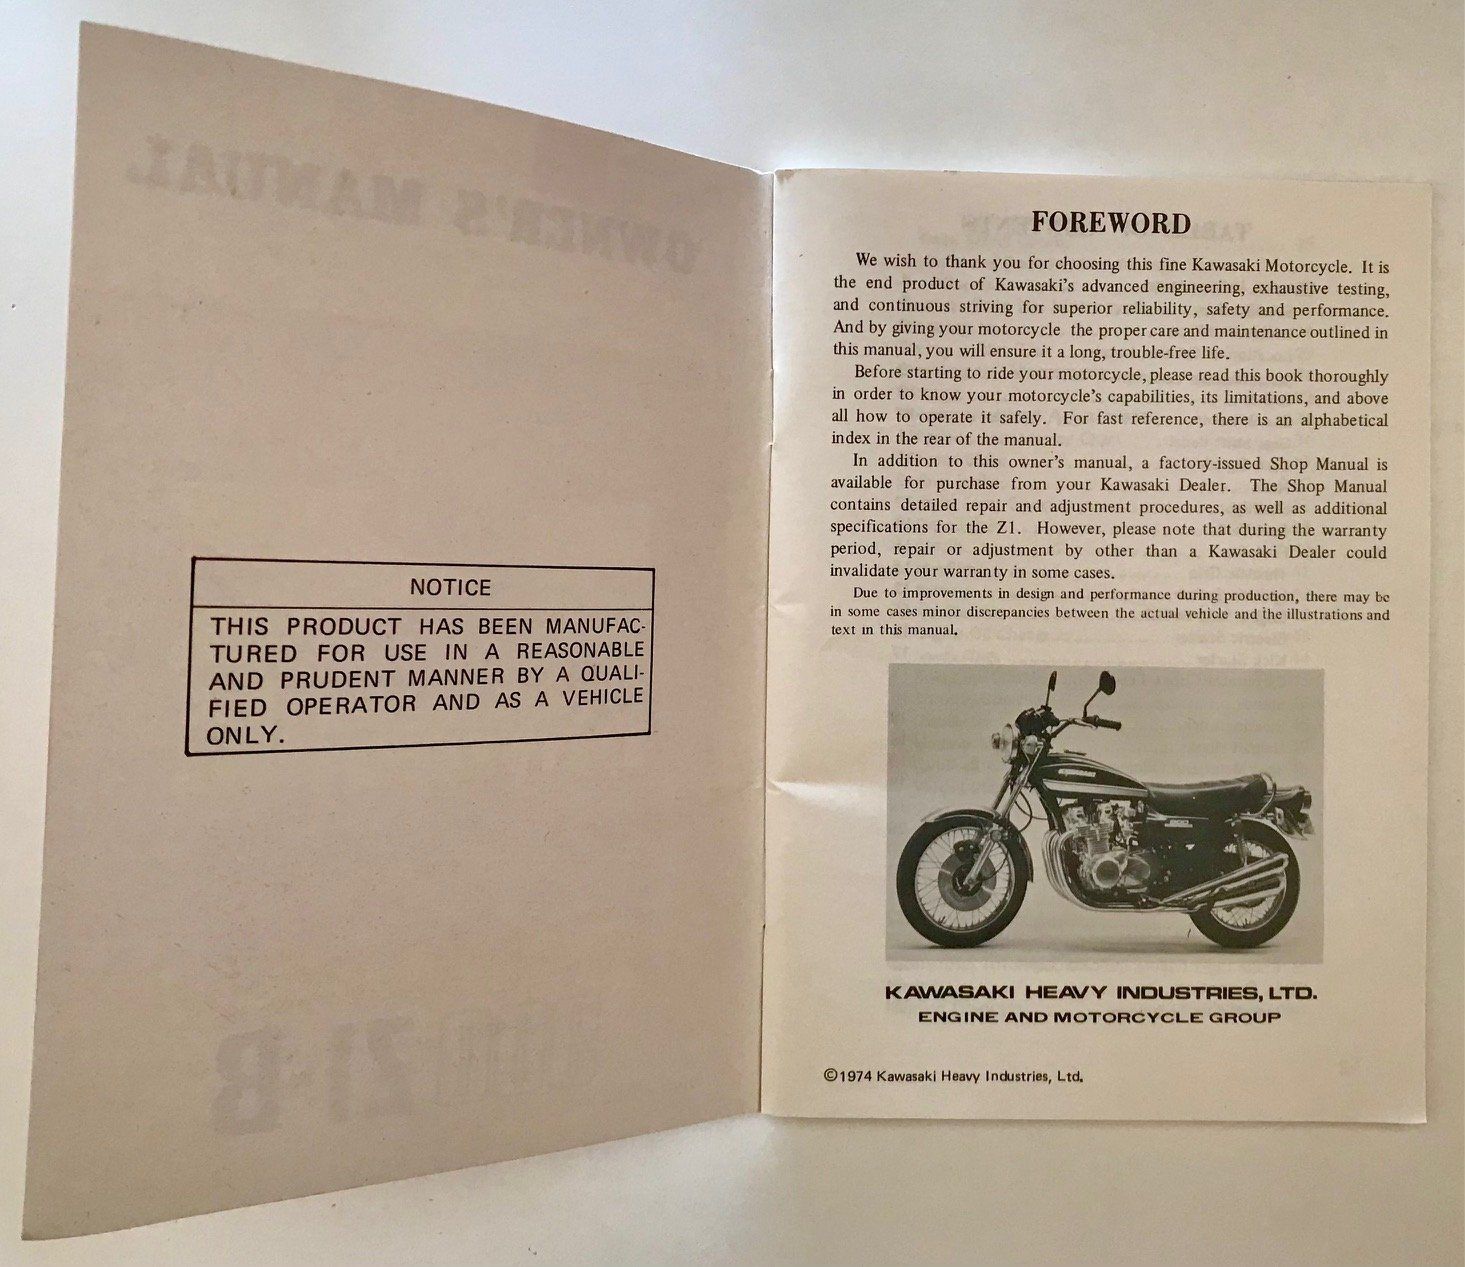 OWNER'S MANUAL
NOTICE
THIS PRODUCT HAS BEEN MANUFAC-
TURED FOR USE IN A REASONABLE
AND PRUDENT MANNER BY A QUALI-
FIED OPERATOR AND AS A VEHICLE
ONLY.
FOREWORD
We wish to thank you for choosing this fine Kawasaki Motorcycle. It is
the end product of Kawasaki's advanced engineering, exhaustive testing,
and continuous striving for superior reliability, safety and performance.
And by giving your motorcycle the proper care and maintenance outlined in
this manual, you will ensure it a long, trouble-free life.
Before starting to ride your motorcycle, please read this book thoroughly
in order to know your motorcycle's capabilities, its limitations, and above
all how to operate it safely. For fast reference, there is an alphabetical
index in the rear of the manual.
In addition to this owner's manual, a factory-issued Shop Manual is
available for purchase from your Kawasaki Dealer. The Shop Manual
contains detailed repair and adjustment procedures, as well as additional
specifications for the Z1. However, please note that during the warranty
period, repair or adjustment by other than a Kawasaki Dealer could
invalidate your warranty in some cases.
Due to improvements in design and performance during production, there may be
in some cases minor discrepancies between the actual vehicle and the illustrations and
text in this manual.
KAWASAKI HEAVY INDUSTRIES, LTD.
ENGINE AND MOTORCYCLE GROUP
©1974 Kawasaki Heavy Industries, Ltd.